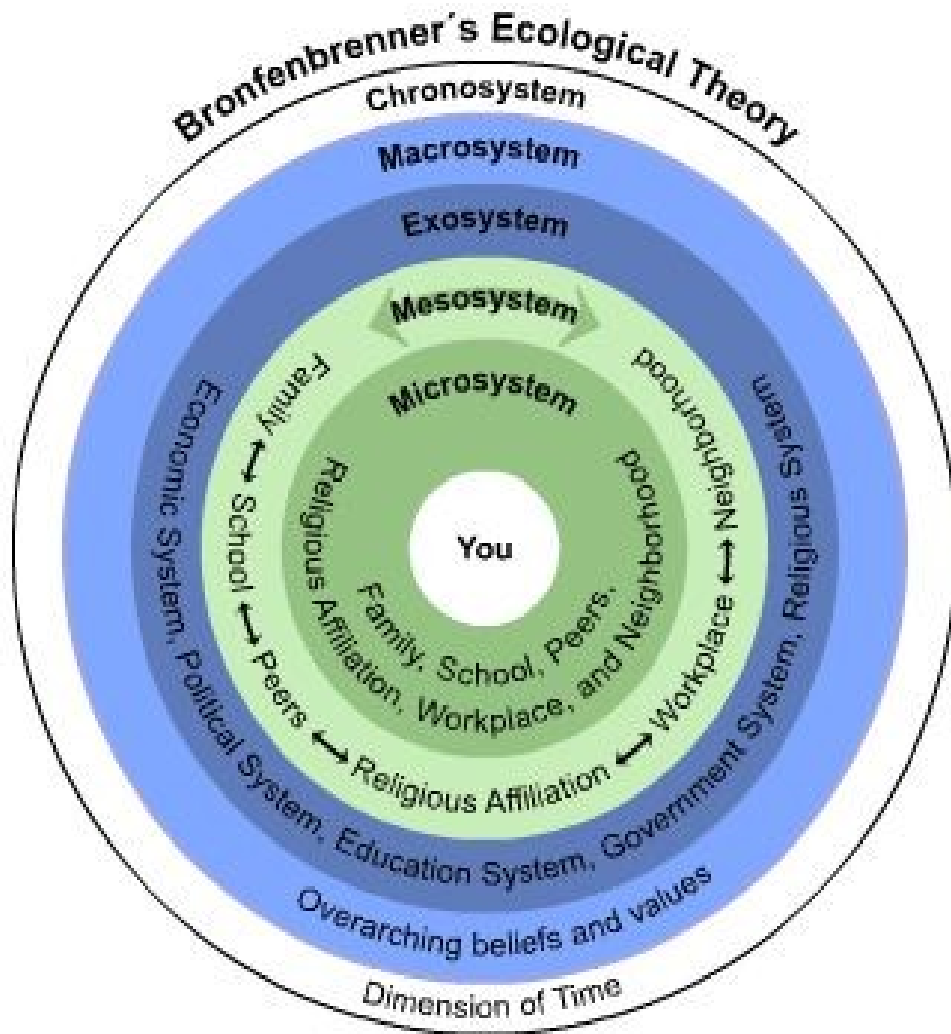 Bronfenbrenner´s Ecological Theory
Chronosystem
Macrosystem
Exosystem
Mesosystem
Microsystem
You
Family, School, Peers,
Religious Affiliation, Workplace, and Neighborhood
Family ↔ School ↔ Peers ↔ Religious Affiliation ↔ Workplace ↔ Neighborhood
Economic System, Political System, Education System, Government System, Religious System
Overarching beliefs and values
Dimension of Time